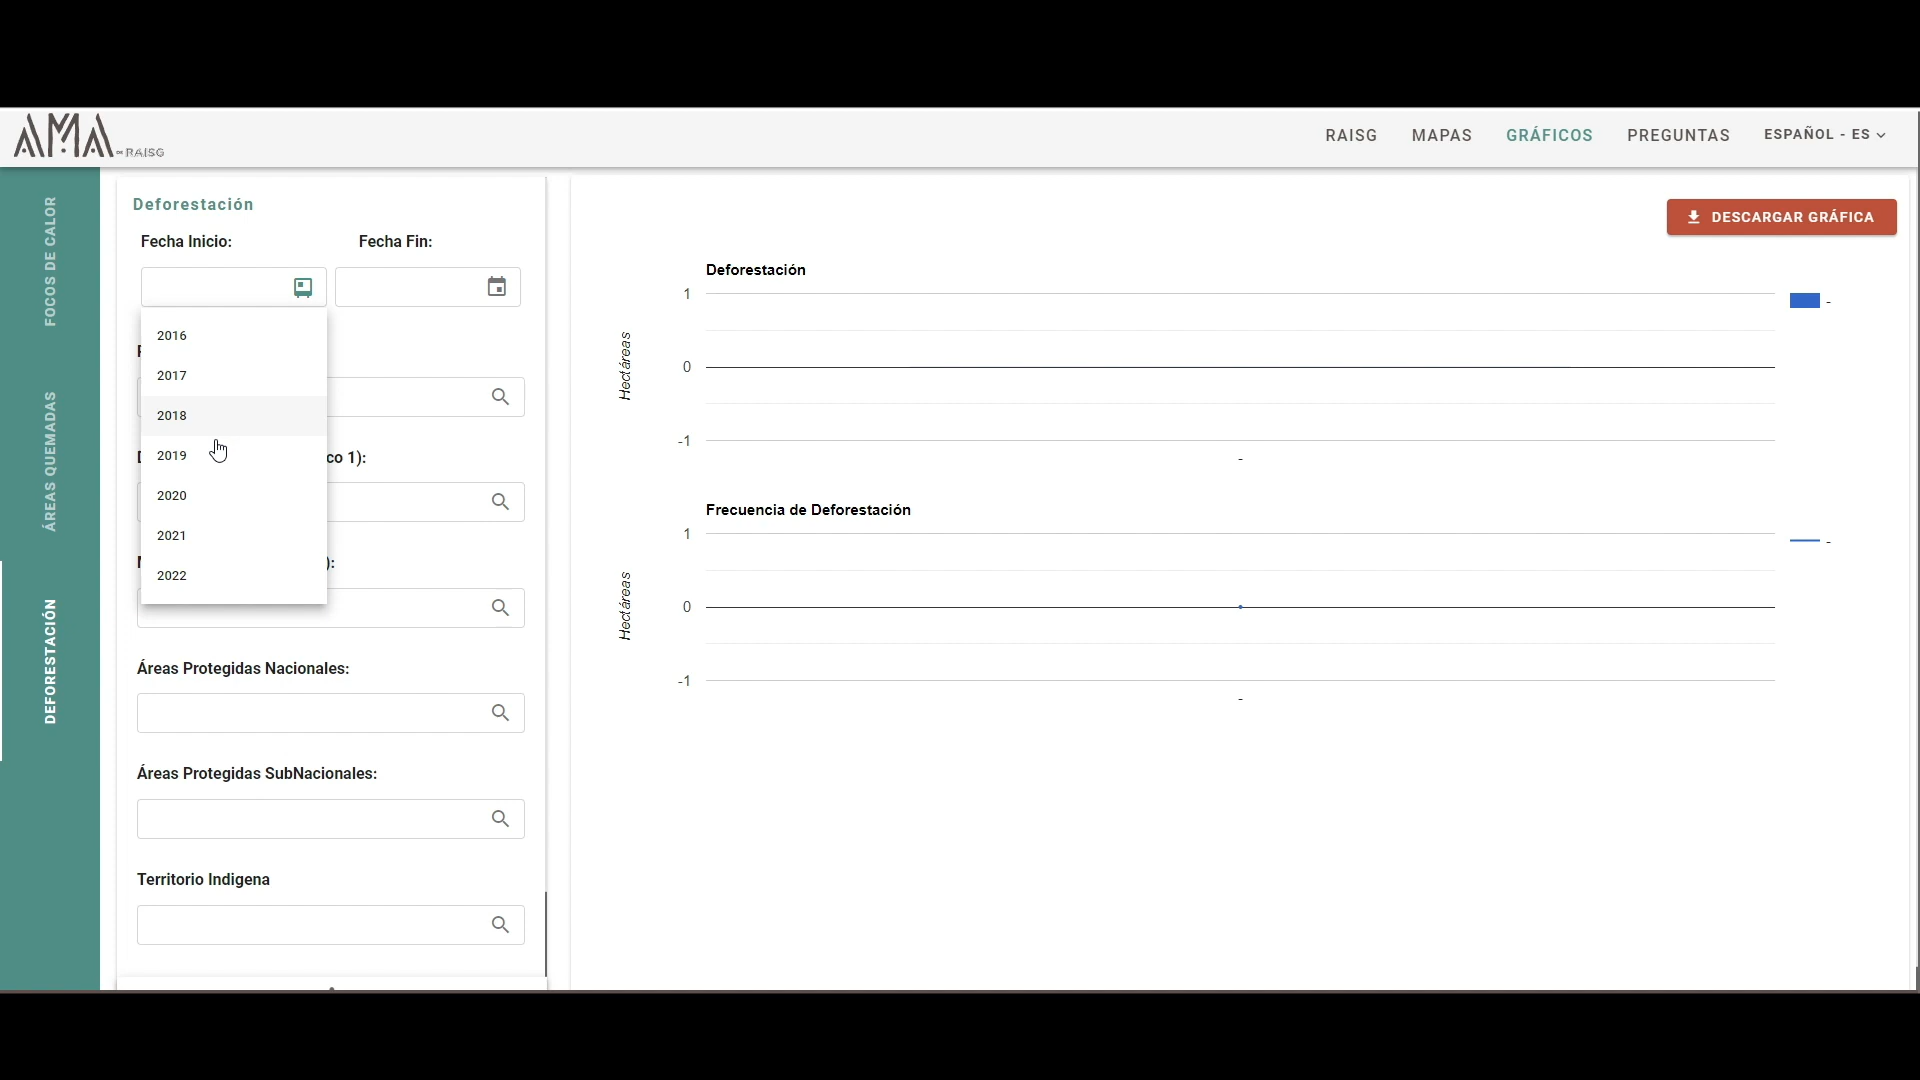 AMA DE RAISG
RAISG
MAPAS
GRÁFICOS
PREGUNTAS
ESPAÑOL - ES
FOCOS DE CALOR
ÁREAS QUEMADAS
DEFORESTACIÓN
Deforestación
Fecha Inicio:
Fecha Fin:
2016
2017
2018
2019
2020
2021
2022
co 1):
):
Áreas Protegidas Nacionales:
Áreas Protegidas SubNacionales:
Territorio Indigena
DESCARGAR GRÁFICA
Deforestación
Hectáreas
1
0
-1
-
-
Frecuencia de Deforestación
Hectáreas
1
0
-1
-
-